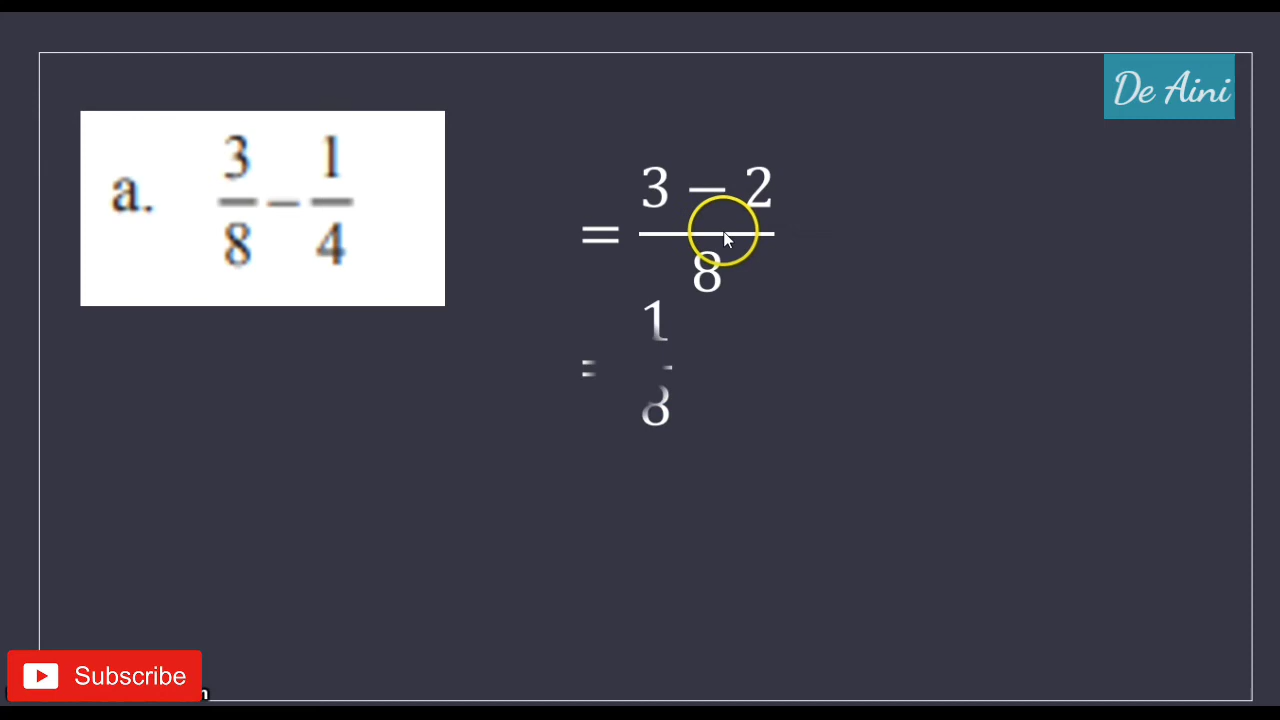 De Aini
a. 3/8 − 1/4
= (3 − 2)/8
= 1/8
Subscribe